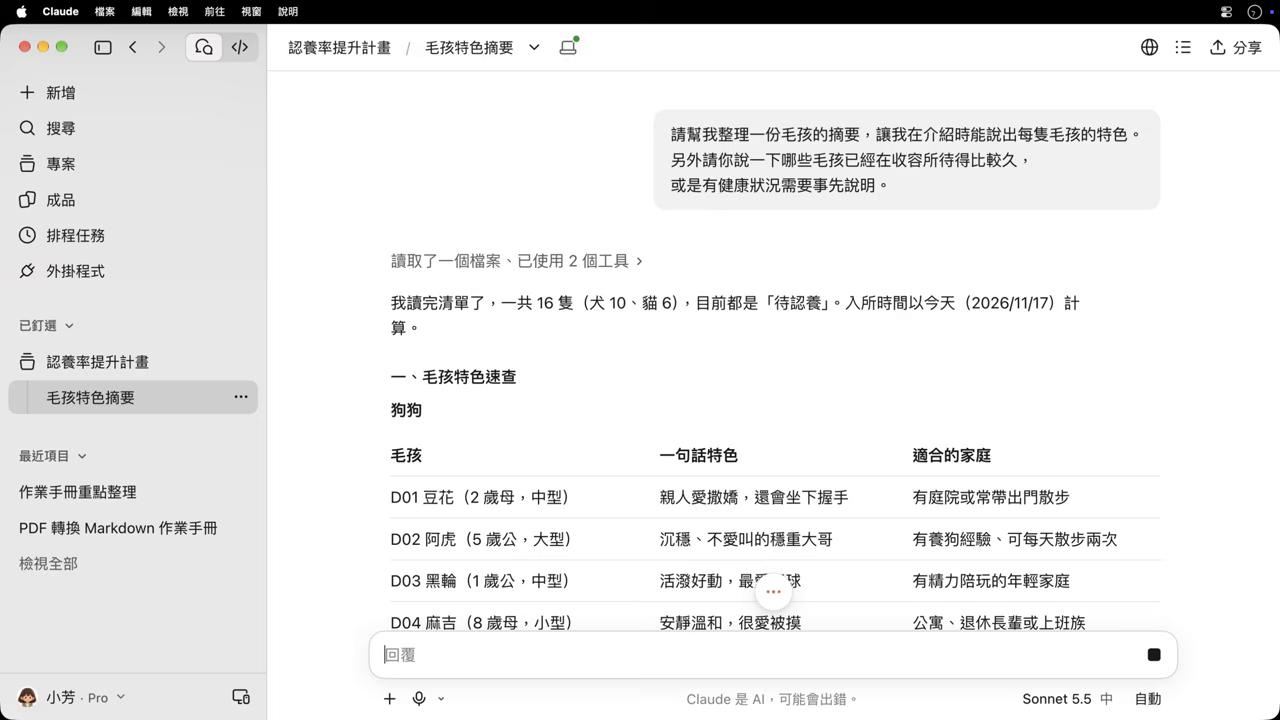 Claude 檔案 編輯 檢視 前往 視窗 說明
認養率提升計畫 / 毛孩特色摘要
分享
新增
搜尋
專案
成品
排程任務
外掛程式
已釘選
認養率提升計畫
毛孩特色摘要
最近項目
作業手冊重點整理
PDF 轉換 Markdown 作業手冊
檢視全部
小芳 · Pro
請幫我整理一份毛孩的摘要，讓我在介紹時能說出每隻毛孩的特色。
另外請你說一下哪些毛孩已經在收容所待得比較久，
或是有健康狀況需要事先說明。
讀取了一個檔案、已使用 2 個工具
我讀完清單了，一共 16 隻（犬 10、貓 6），目前都是「待認養」。入所時間以今天（2026/11/17）計
算。
一、毛孩特色速查
狗狗
毛孩 一句話特色 適合的家庭
D01 豆花（2 歲母，中型） 親人愛撒嬌，還會坐下握手 有庭院或常帶出門散步
D02 阿虎（5 歲公，大型） 沉穩、不愛叫的穩重大哥 有養狗經驗、可每天散步兩次
D03 黑輪（1 歲公，中型） 活潑好動，最 球 有精力陪玩的年輕家庭
D04 麻吉（8 歲母，小型） 安靜溫和，很愛被摸 公寓、退休長輩或上班族
回覆
Claude 是 AI，可能會出錯。
Sonnet 5.5 中 自動